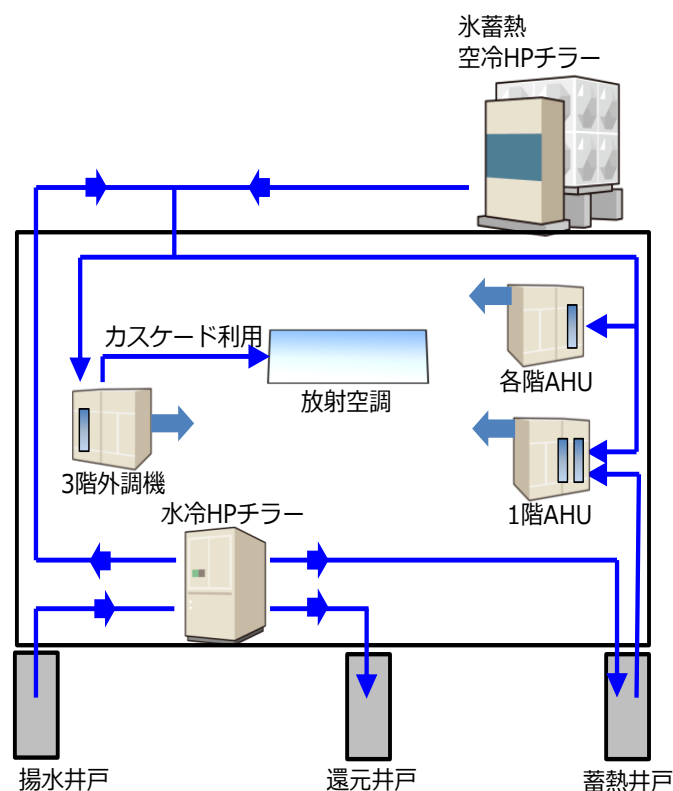 氷蓄熱
空冷HPチラー
カスケード利用
放射空調
各階AHU
3階外調機
1階AHU
水冷HPチラー
揚水井戸
還元井戸
蓄熱井戸